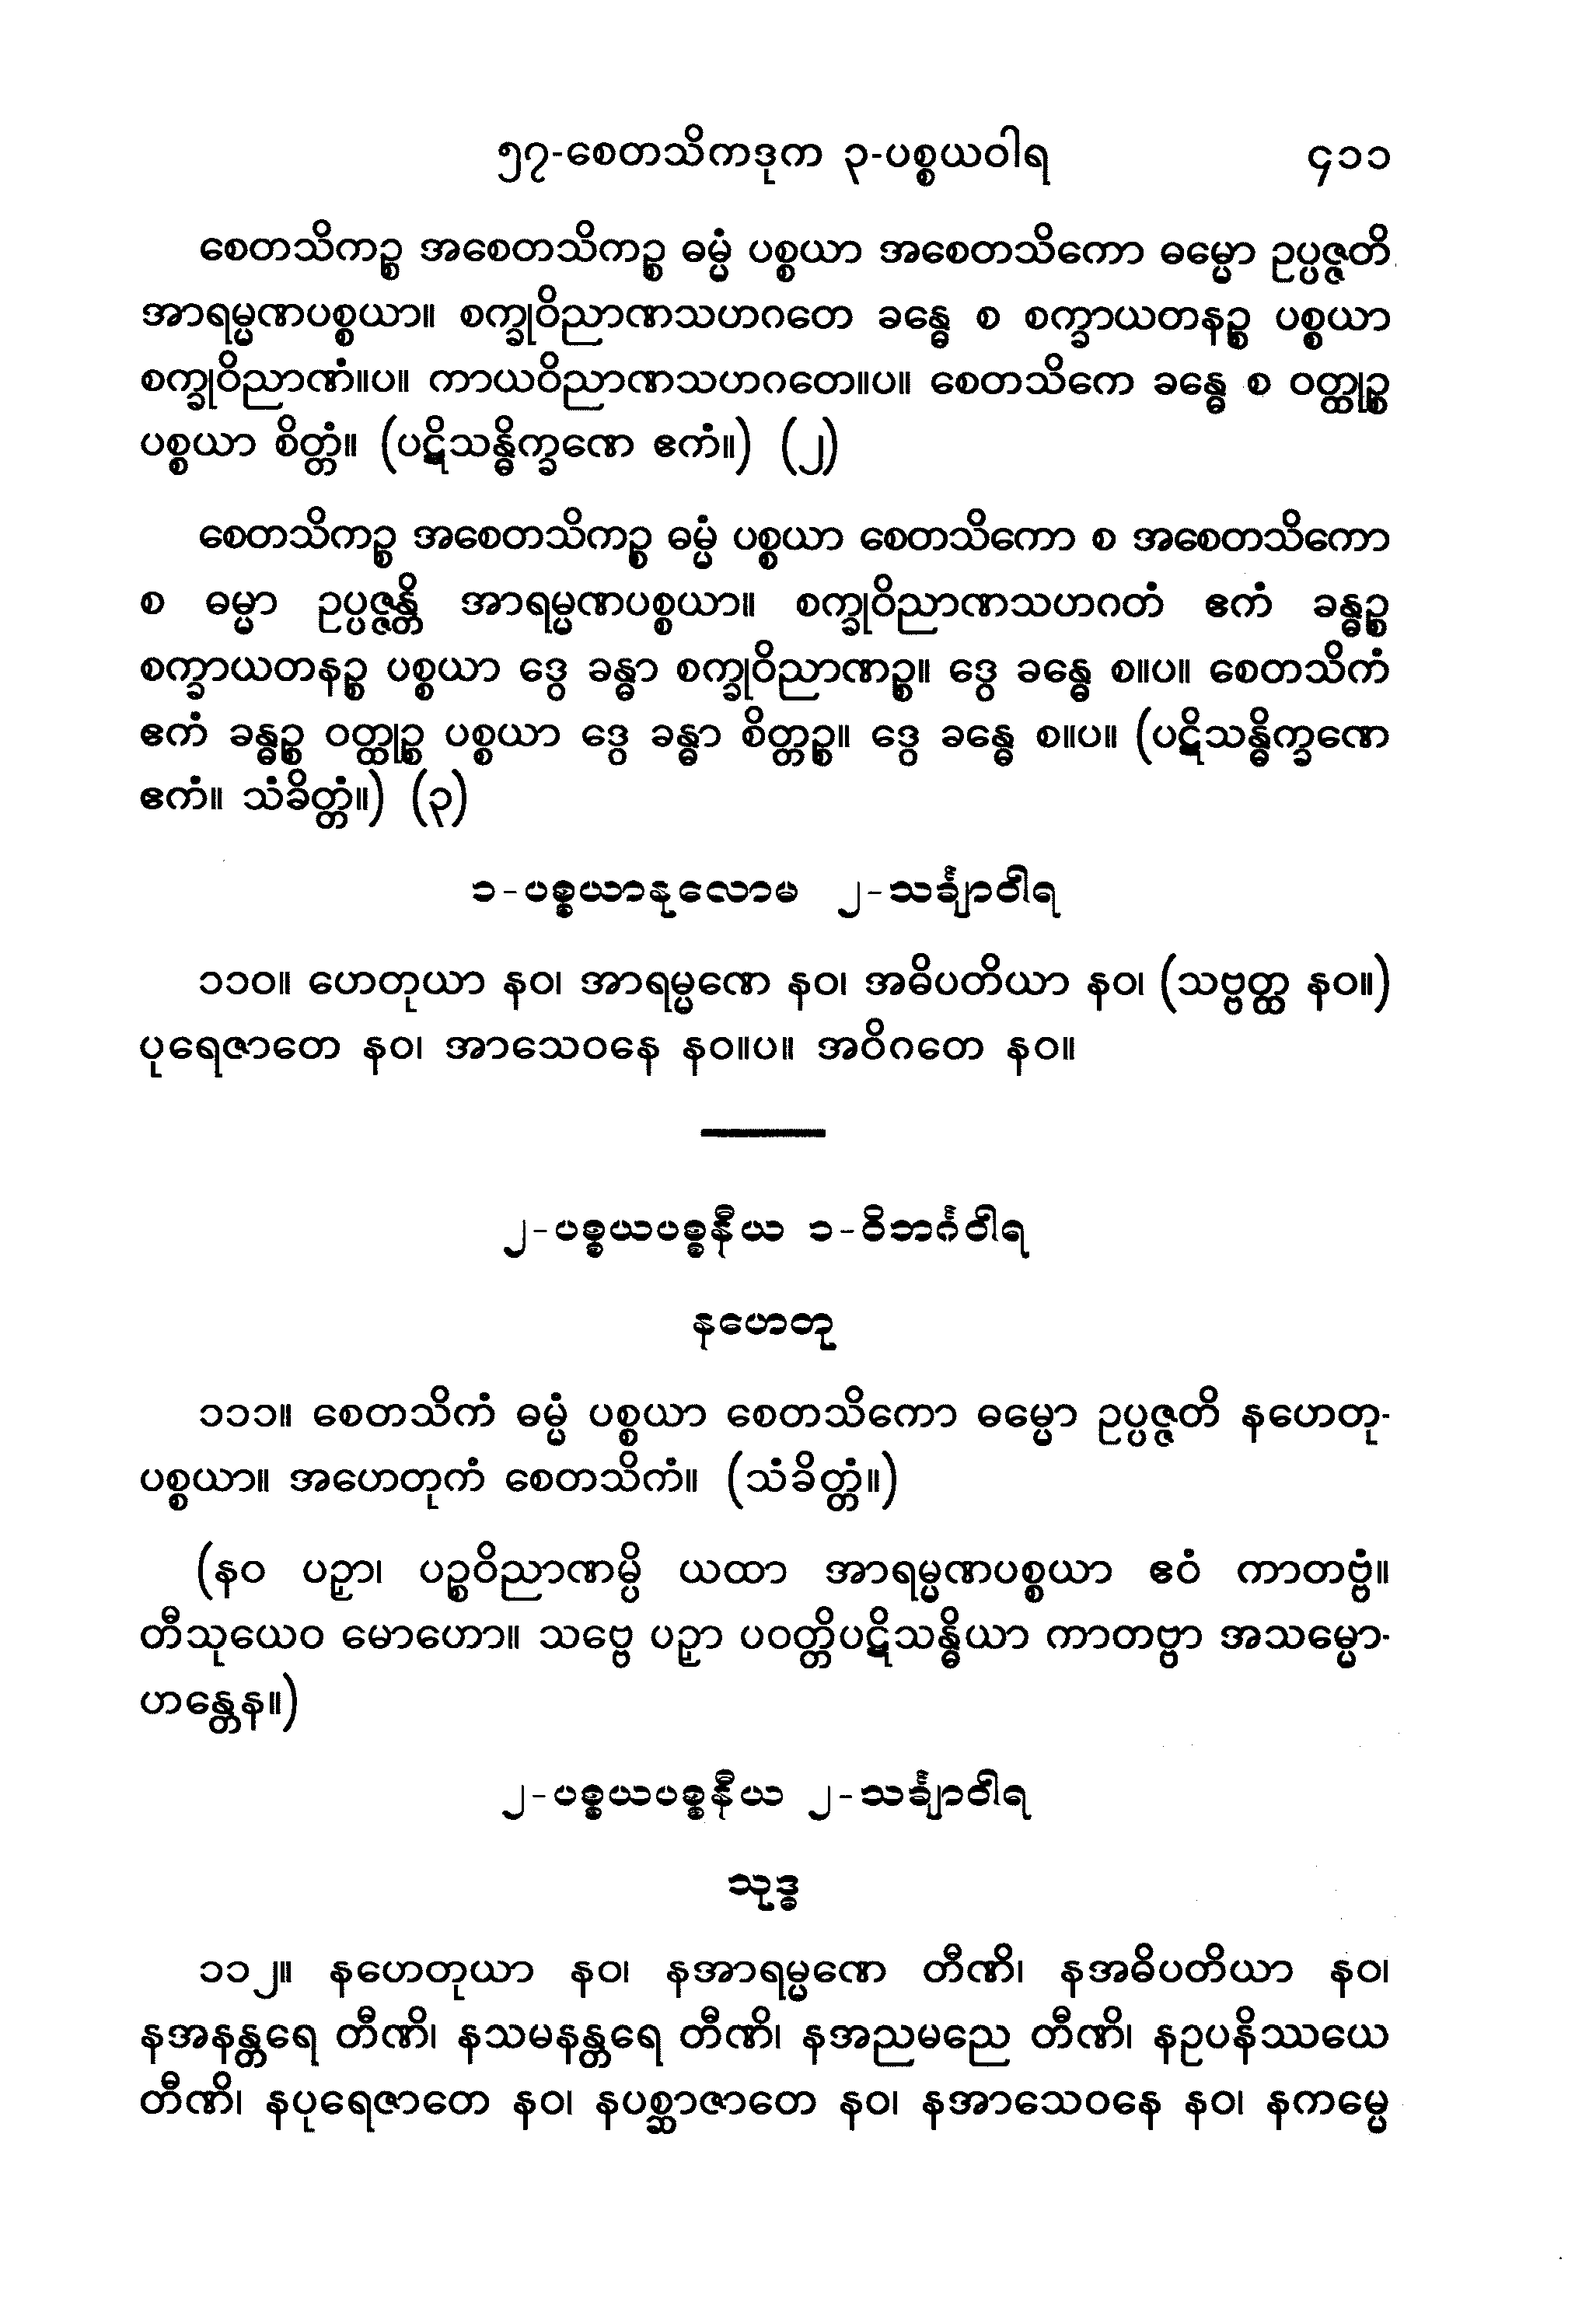 ၅၇-စေတသိကဒုက ၃-ပစ္စယဝါရ ၄၁၁
စေတသိကဉ္စ အစေတသိကဉ္စ ဓမ္မံ ပစ္စယာ အစေတသိကော ဓမ္မော ဥပ္ပဇ္ဇတိ
အာရမ္မဏပစ္စယာ။ စက္ခုဝိညာဏသဟဂတေ ခန္ဓေ စ စက္ခာယတနဉ္စ ပစ္စယာ
စက္ခုဝိညာဏံ။ပ။ ကာယဝိညာဏသဟဂတေ။ပ။ စေတသိကေ ခန္ဓေ စ ဝတ္ထုဉ္စ
ပစ္စယာ စိတ္တံ။ (ပဋိသန္ဓိက္ခဏေ ဧကံ။) (၂)
စေတသိကဉ္စ အစေတသိကဉ္စ ဓမ္မံ ပစ္စယာ စေတသိကော စ အစေတသိကော
စ ဓမ္မာ ဥပ္ပဇ္ဇန္တိ အာရမ္မဏပစ္စယာ။ စက္ခုဝိညာဏသဟဂတံ ဧကံ ခန္ဓဉ္စ
စက္ခာယတနဉ္စ ပစ္စယာ ဒွေ ခန္ဓာ စက္ခုဝိညာဏဉ္စ။ ဒွေ ခန္ဓေ စ။ပ။ စေတသိကံ
ဧကံ ခန္ဓဉ္စ ဝတ္ထုဉ္စ ပစ္စယာ ဒွေ ခန္ဓာ စိတ္တဉ္စ။ ဒွေ ခန္ဓေ စ။ပ။ (ပဋိသန္ဓိက္ခဏေ
ဧကံ။ သံခိတ္တံ။) (၃)
၁-ပစ္စယာနုလောမ ၂-သင်္ချာဝါရ
၁၁၀။ ဟေတုယာ နဝ၊ အာရမ္မဏေ နဝ၊ အဓိပတိယာ နဝ၊ (သဗ္ဗတ္ထ နဝ။)
ပုရေဇာတေ နဝ၊ အာသေဝနေ နဝ။ပ။ အဝိဂတေ နဝ။
၂-ပစ္စယပစ္စနီယ ၁-ဝိဘင်္ဂဝါရ
နဟေတု
၁၁၁။ စေတသိကံ ဓမ္မံ ပစ္စယာ စေတသိကော ဓမ္မော ဥပ္ပဇ္ဇတိ နဟေတု-
ပစ္စယာ။ အဟေတုကံ စေတသိကံ။ (သံခိတ္တံ။)
(နဝ ပဉှာ၊ ပဉ္စဝိညာဏမ္ပိ ယထာ အာရမ္မဏပစ္စယာ ဧဝံ ကာတဗ္ဗံ။
တီသုယေဝ မောဟော။ သဗ္ဗေ ပဉှာ ပဝတ္တိပဋိသန္ဓိယာ ကာတဗ္ဗာ အသမ္မော-
ဟန္တေန။)
၂-ပစ္စယပစ္စနီယ ၂-သင်္ချာဝါရ
သုဒ္ဓ
၁၁၂။ နဟေတုယာ နဝ၊ နအာရမ္မဏေ တီဏိ၊ နအဓိပတိယာ နဝ၊
နအနန္တရေ တီဏိ၊ နသမနန္တရေ တီဏိ၊ နအညမညေ တီဏိ၊ နဥပနိဿယေ
တီဏိ၊ နပုရေဇာတေ နဝ၊ နပစ္ဆာဇာတေ နဝ၊ နအာသေဝနေ နဝ၊ နကမ္မေ